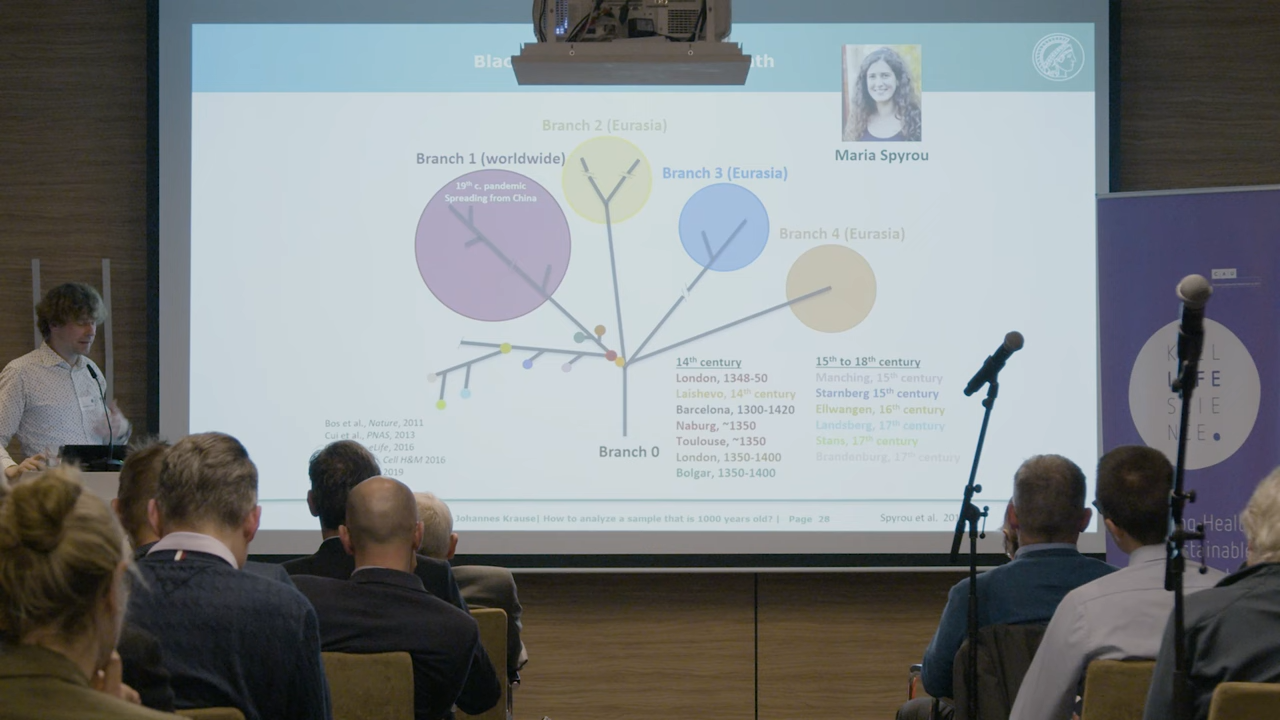 Maria Spyrou
Branch 2 (Eurasia)
Branch 1 (worldwide)
Branch 3 (Eurasia)
19th c. pandemic
Spreading from China
Branch 4 (Eurasia)
14th century
London, 1348-50
Laishevo, 14th century
Barcelona, 1300-1420
Naburg, ~1350
Toulouse, ~1350
London, 1350-1400
Bolgar, 1350-1400
15th to 18th century
Manching, 15th century
Starnberg 15th century
Ellwangen, 16th century
Landsberg, 17th century
Stans, 17th century
Brandenburg, 17th century
Branch 0
Bos et al., Nature, 2011
Cui et al., PNAS, 2013
eLife, 2016
Cell H&M 2016
2019
Johannes Krause| How to analyze a sample that is 1000 years old? | Page 28
Spyrou et al.